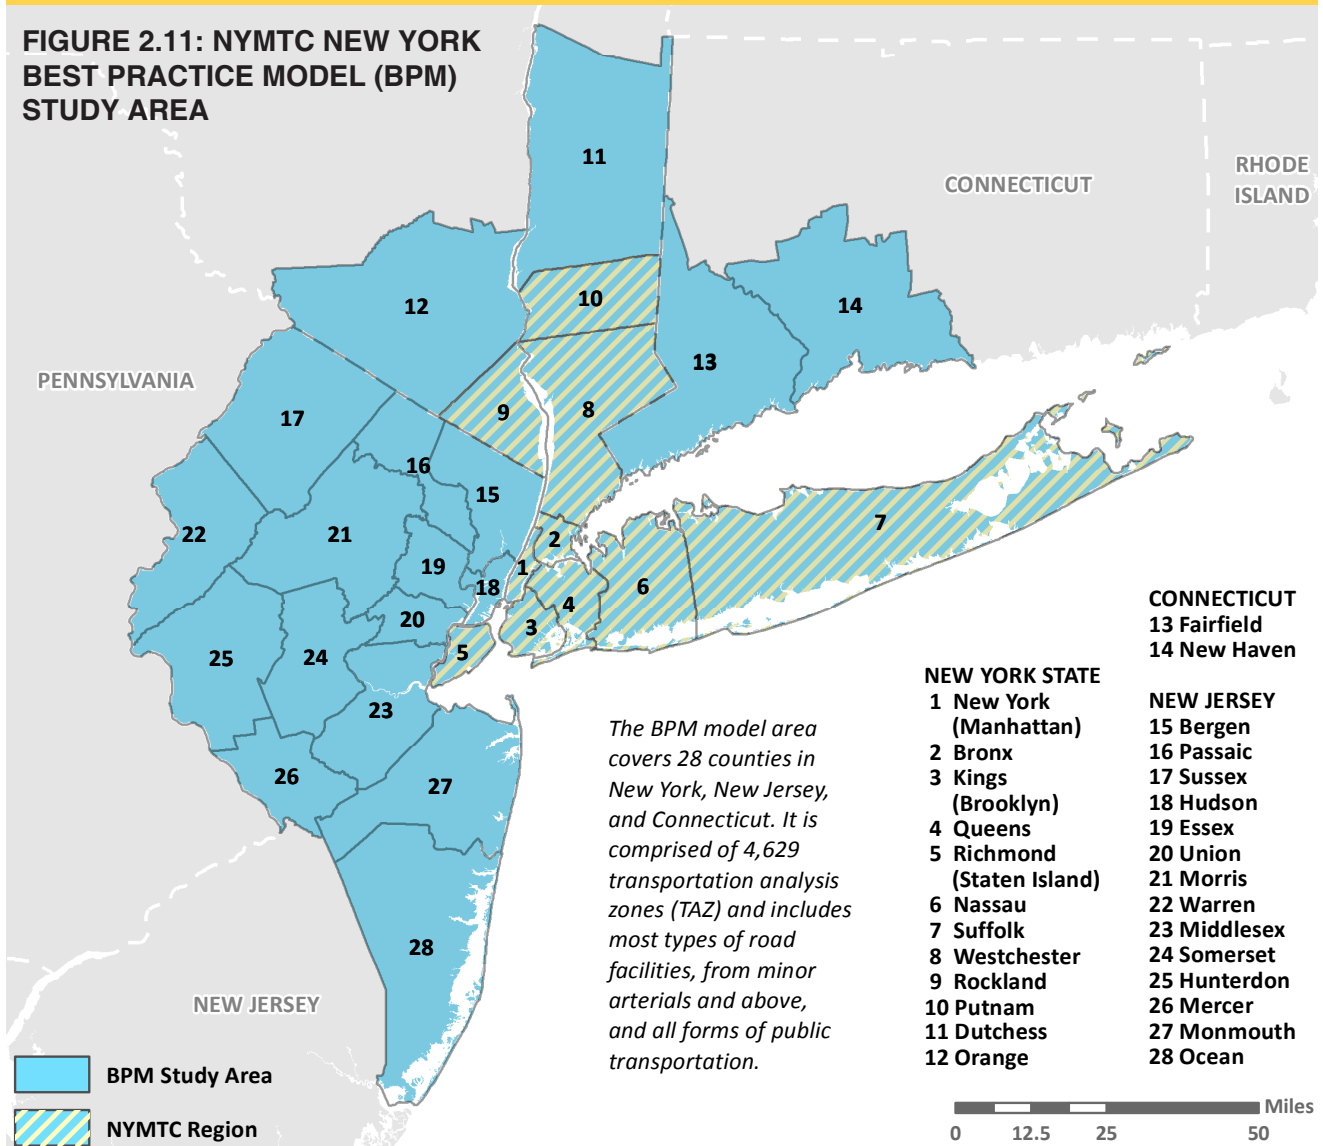 FIGURE 2.11: NYMTC NEW YORK
BEST PRACTICE MODEL (BPM)
STUDY AREA
CONNECTICUT
RHODE
ISLAND
PENNSYLVANIA
NEW JERSEY
11
12
10
14
13
17
9
8
16
15
22
21
2
7
19
1
18
6
20
4
3
5
25
24
23
26
27
28
The BPM model area
covers 28 counties in
New York, New Jersey,
and Connecticut. It is
comprised of 4,629
transportation analysis
zones (TAZ) and includes
most types of road
facilities, from minor
arterials and above,
and all forms of public
transportation.
NEW YORK STATE
1 New York
(Manhattan)
2 Bronx
3 Kings
(Brooklyn)
4 Queens
5 Richmond
(Staten Island)
6 Nassau
7 Suffolk
8 Westchester
9 Rockland
10 Putnam
11 Dutchess
12 Orange
CONNECTICUT
13 Fairfield
14 New Haven
NEW JERSEY
15 Bergen
16 Passaic
17 Sussex
18 Hudson
19 Essex
20 Union
21 Morris
22 Warren
23 Middlesex
24 Somerset
25 Hunterdon
26 Mercer
27 Monmouth
28 Ocean
BPM Study Area
NYMTC Region
Miles
0 12.5 25 50